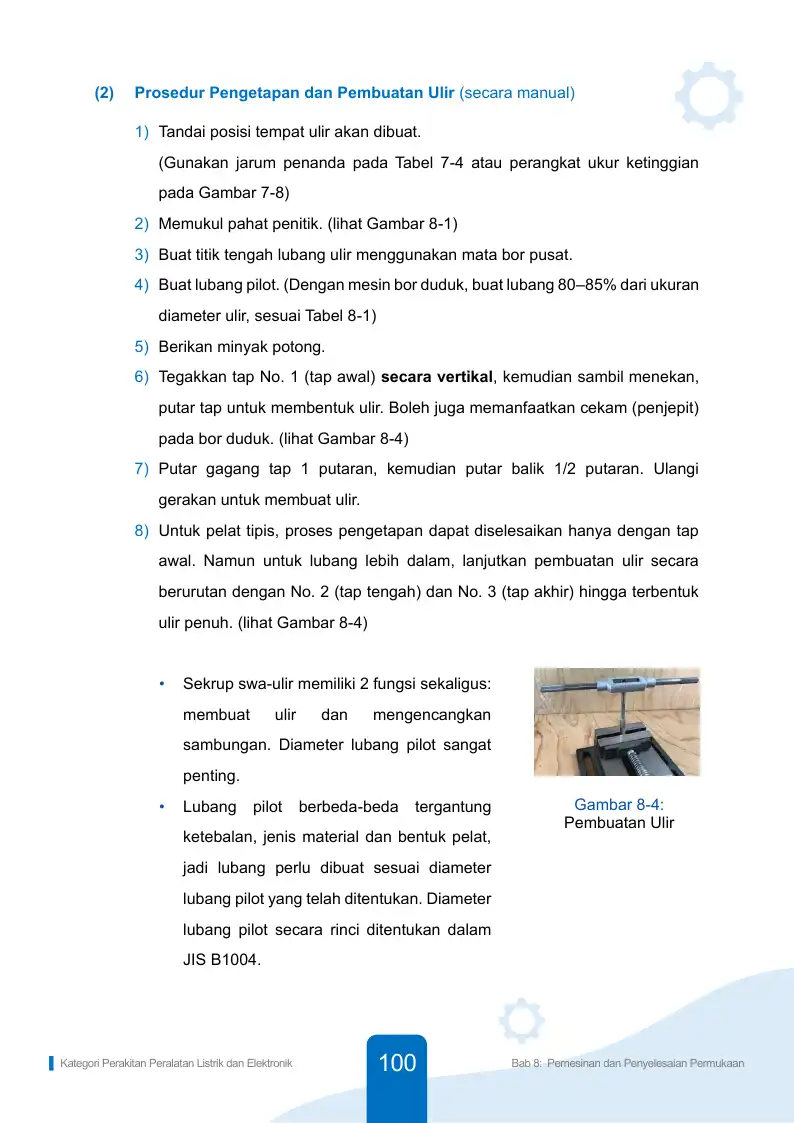 (2) Prosedur Pengetapan dan Pembuatan Ulir (secara manual)
1) Tandai posisi tempat ulir akan dibuat.
(Gunakan jarum penanda pada Tabel 7-4 atau perangkat ukur ketinggian
pada Gambar 7-8)
2) Memukul pahat penitik. (lihat Gambar 8-1)
3) Buat titik tengah lubang ulir menggunakan mata bor pusat.
4) Buat lubang pilot. (Dengan mesin bor duduk, buat lubang 80–85% dari ukuran
diameter ulir, sesuai Tabel 8-1)
5) Berikan minyak potong.
6) Tegakkan tap No. 1 (tap awal) secara vertikal, kemudian sambil menekan,
putar tap untuk membentuk ulir. Boleh juga memanfaatkan cekam (penjepit)
pada bor duduk. (lihat Gambar 8-4)
7) Putar gagang tap 1 putaran, kemudian putar balik 1/2 putaran. Ulangi
gerakan untuk membuat ulir.
8) Untuk pelat tipis, proses pengetapan dapat diselesaikan hanya dengan tap
awal. Namun untuk lubang lebih dalam, lanjutkan pembuatan ulir secara
berurutan dengan No. 2 (tap tengah) dan No. 3 (tap akhir) hingga terbentuk
ulir penuh. (lihat Gambar 8-4)
• Sekrup swa-ulir memiliki 2 fungsi sekaligus:
membuat ulir dan mengencangkan
sambungan. Diameter lubang pilot sangat
penting.
• Lubang pilot berbeda-beda tergantung
ketebalan, jenis material dan bentuk pelat,
jadi lubang perlu dibuat sesuai diameter
lubang pilot yang telah ditentukan. Diameter
lubang pilot secara rinci ditentukan dalam
JIS B1004.
Gambar 8-4:
Pembuatan Ulir
Kategori Perakitan Peralatan Listrik dan Elektronik
100
Bab 8: Pemesinan dan Penyelesaian Permukaan